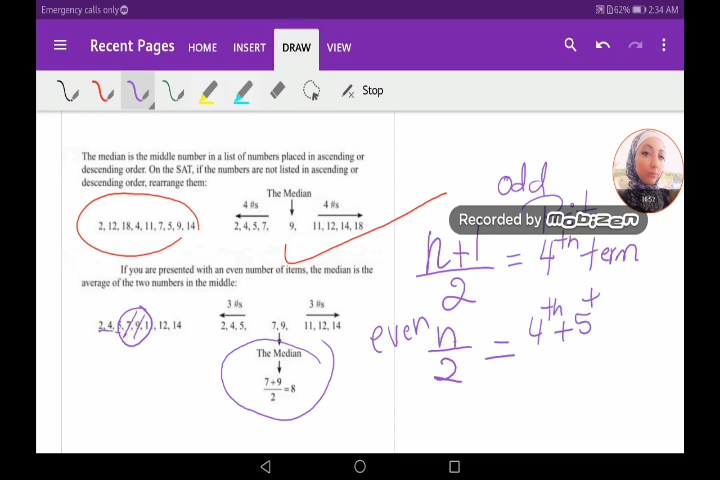 Emergency calls only 62% 2:34 AM
Recent Pages HOME INSERT DRAW VIEW
Stop
The median is the middle number in a list of numbers placed in ascending or
descending order. On the SAT, if the numbers are not listed in ascending or
descending order, rearrange them:
The Median
4 #s 4 #s
2, 12, 18, 4, 11, 7, 5, 9, 14 2, 4, 5, 7, 9, 11, 12, 14, 18
If you are presented with an even number of items, the median is the
average of the two numbers in the middle:
3 #s 3 #s
2, 4, 5, 7, 9, 11, 12, 14 2, 4, 5, 7, 9, 11, 12, 14
The Median
7+9
2 =8
odd
Recorded by mobizen
n+1
2 = 4th term
even n
2 = 4th + 5t